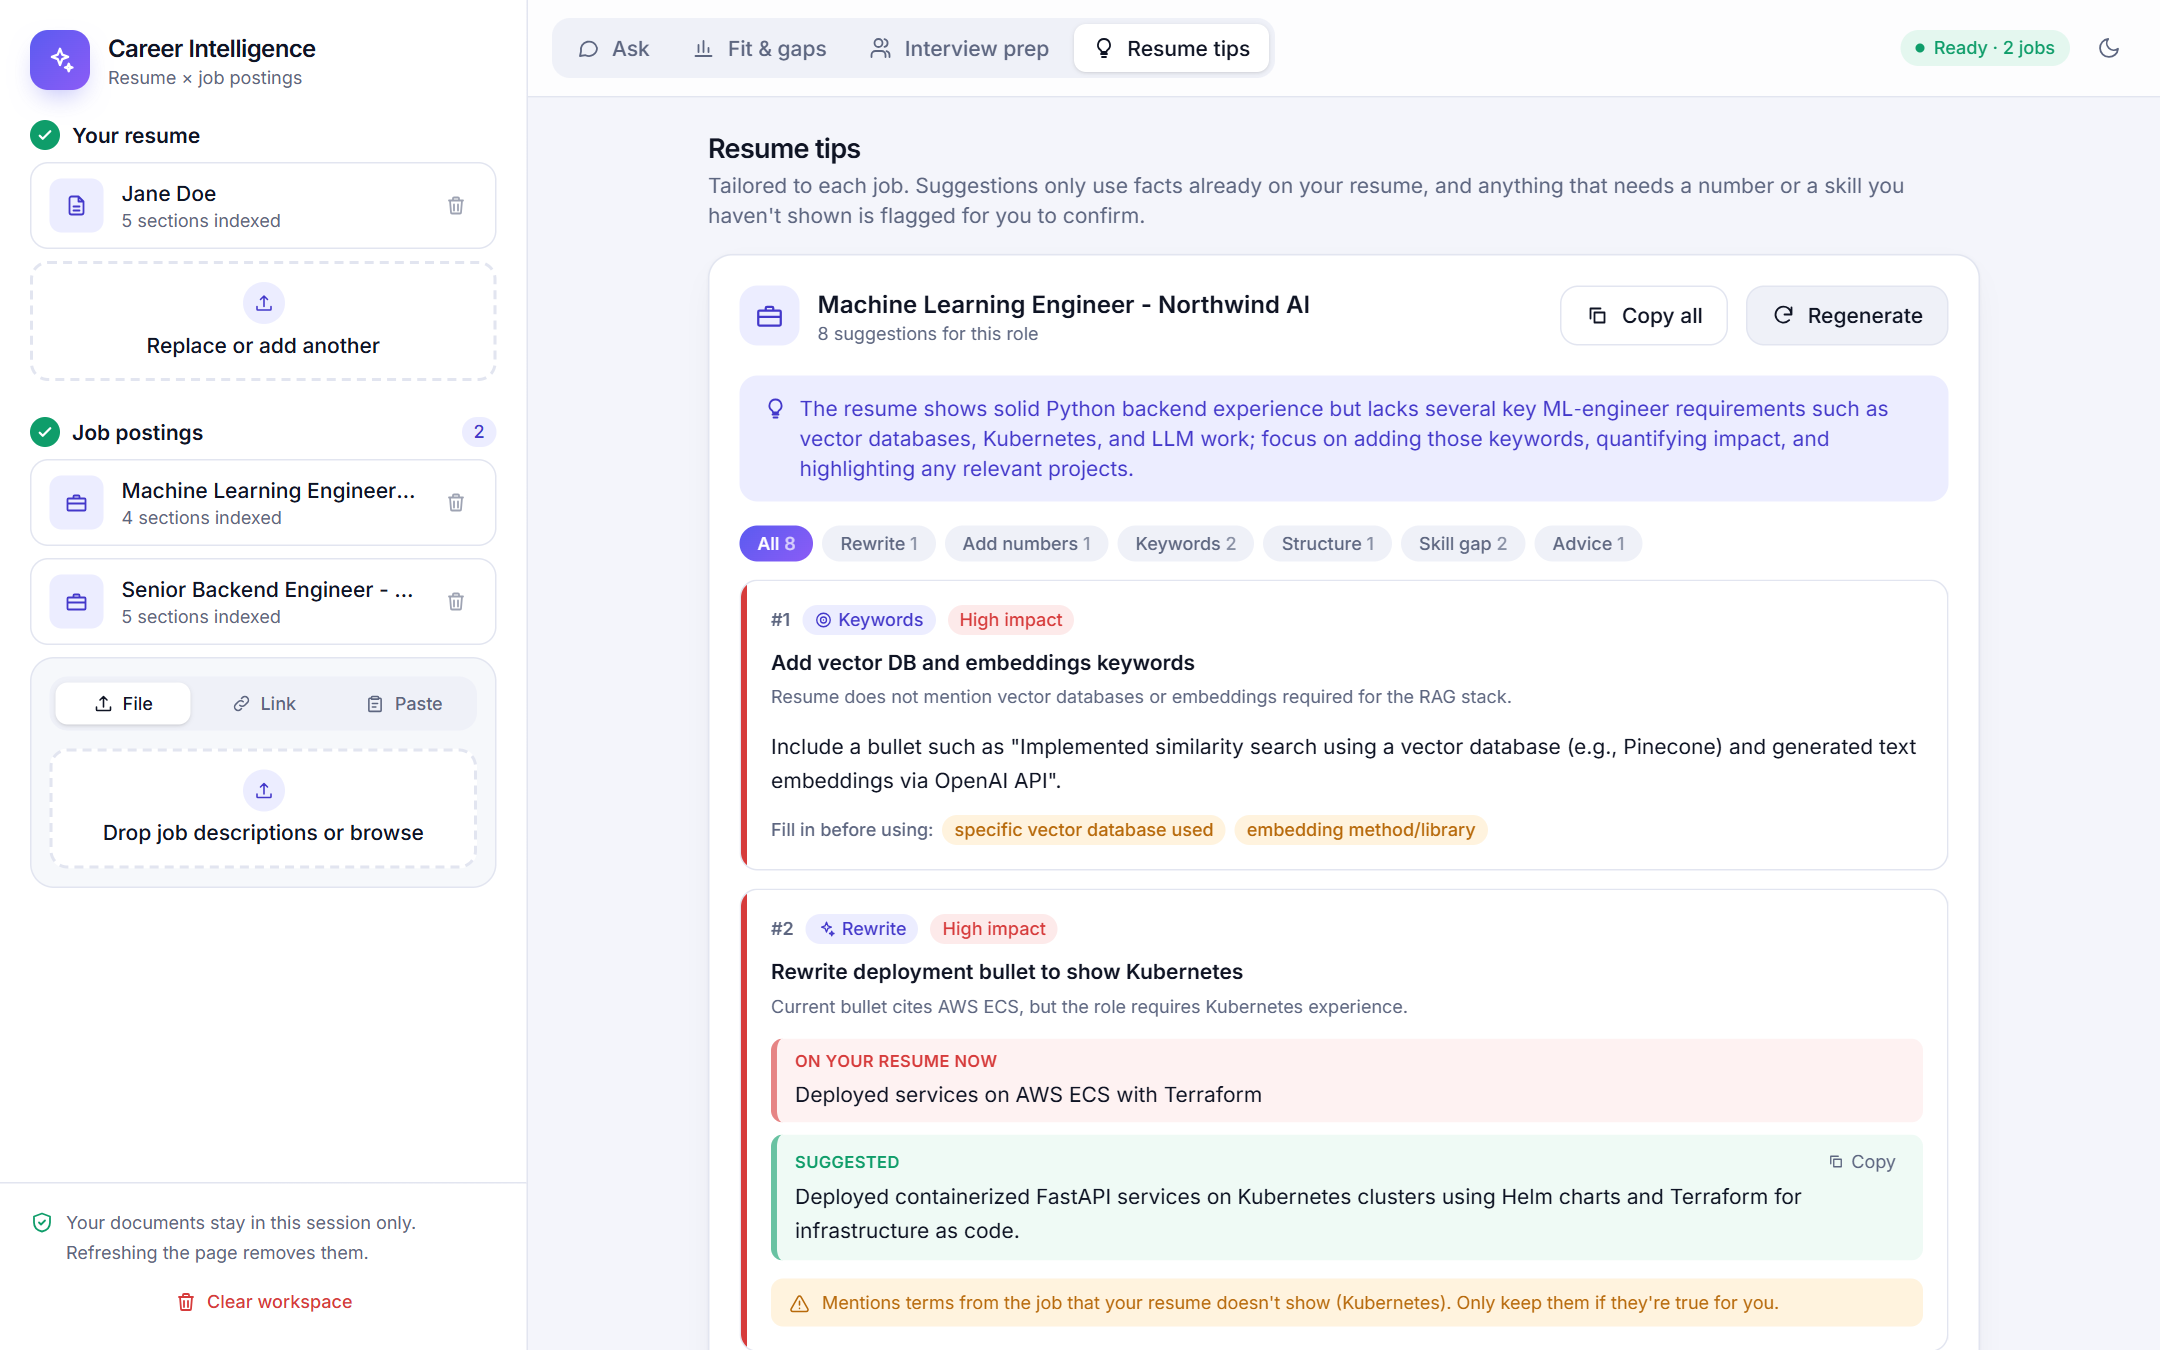 Career Intelligence
Resume × job postings
Your resume
Jane Doe
5 sections indexed
Replace or add another
Job postings
2
Machine Learning Engineer...
4 sections indexed
Senior Backend Engineer - ...
5 sections indexed
File
Link
Paste
Drop job descriptions or browse
Your documents stay in this session only.
Refreshing the page removes them.
Clear workspace
Ask
Fit & gaps
Interview prep
Resume tips
Ready · 2 jobs
Resume tips
Tailored to each job. Suggestions only use facts already on your resume, and anything that needs a number or a skill you
haven't shown is flagged for you to confirm.
Machine Learning Engineer - Northwind AI
8 suggestions for this role
Copy all
Regenerate
The resume shows solid Python backend experience but lacks several key ML-engineer requirements such as
vector databases, Kubernetes, and LLM work; focus on adding those keywords, quantifying impact, and
highlighting any relevant projects.
All 8
Rewrite 1
Add numbers 1
Keywords 2
Structure 1
Skill gap 2
Advice 1
#1 Keywords High impact
Add vector DB and embeddings keywords
Resume does not mention vector databases or embeddings required for the RAG stack.
Include a bullet such as "Implemented similarity search using a vector database (e.g., Pinecone) and generated text
embeddings via OpenAI API".
Fill in before using: specific vector database used embedding method/library
#2 Rewrite High impact
Rewrite deployment bullet to show Kubernetes
Current bullet cites AWS ECS, but the role requires Kubernetes experience.
ON YOUR RESUME NOW
Deployed services on AWS ECS with Terraform
SUGGESTED
Copy
Deployed containerized FastAPI services on Kubernetes clusters using Helm charts and Terraform for
infrastructure as code.
Mentions terms from the job that your resume doesn't show (Kubernetes). Only keep them if they're true for you.